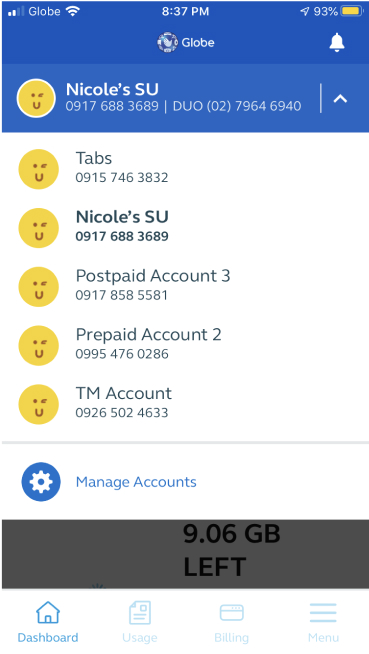 Globe 8:37 PM 93%
Globe
Nicole's SU
0917 688 3689 | DUO (02) 7964 6940
Tabs
0915 746 3832
Nicole's SU
0917 688 3689
Postpaid Account 3
0917 858 5581
Prepaid Account 2
0995 476 0286
TM Account
0926 502 4633
Manage Accounts
9.06 GB
LEFT
Dashboard Usage Billing Menu